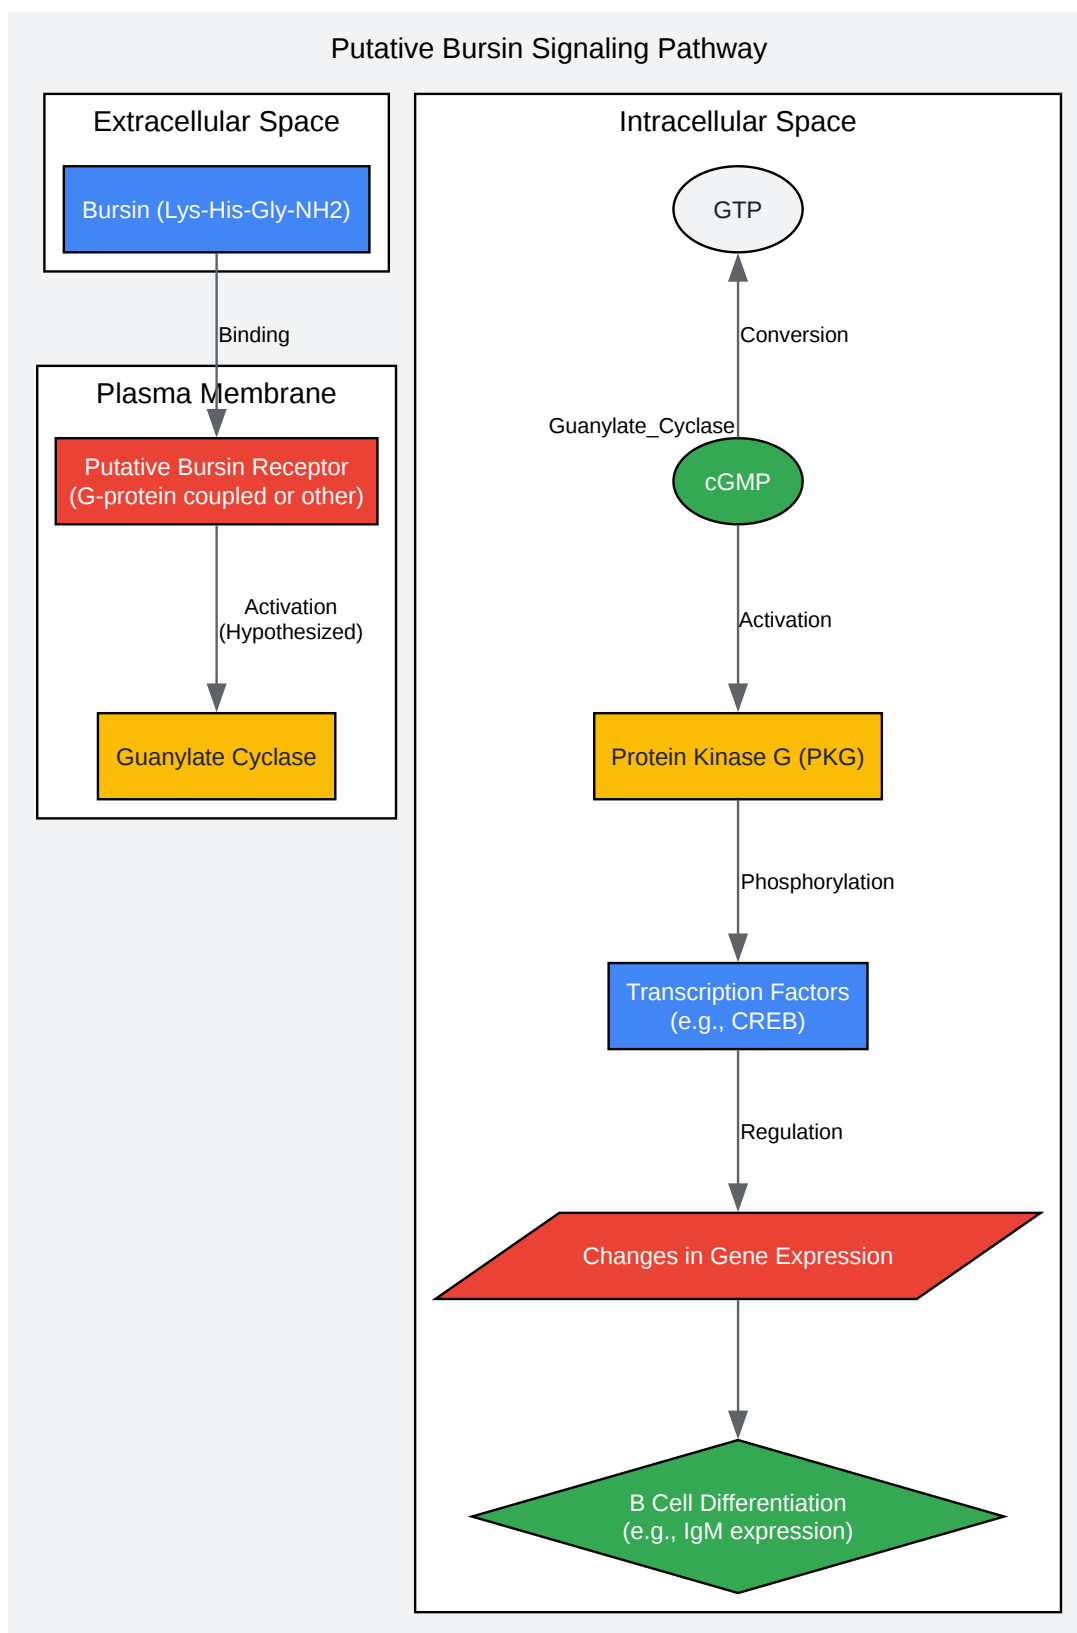 Putative Bursin Signaling Pathway
Extracellular Space
Bursin (Lys-His-Gly-NH2)
Binding
Plasma Membrane
Putative Bursin Receptor
(G-protein coupled or other)
Activation
(Hypothesized)
Guanylate Cyclase
Intracellular Space
GTP
Conversion
Guanylate_Cyclase
cGMP
Activation
Protein Kinase G (PKG)
Phosphorylation
Transcription Factors
(e.g., CREB)
Regulation
Changes in Gene Expression
B Cell Differentiation
(e.g., IgM expression)